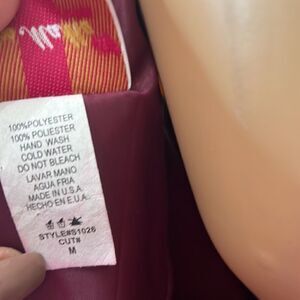 100%POLYESTER
100% POLIESTER
HAND WASH
COLD WATER
DO NOT BLEACH
LAVAR MANO
AGUA FRIA
MADE IN U.S.A.
HECHO EN E.U.A.
STYLE#S1026
CUT#
M